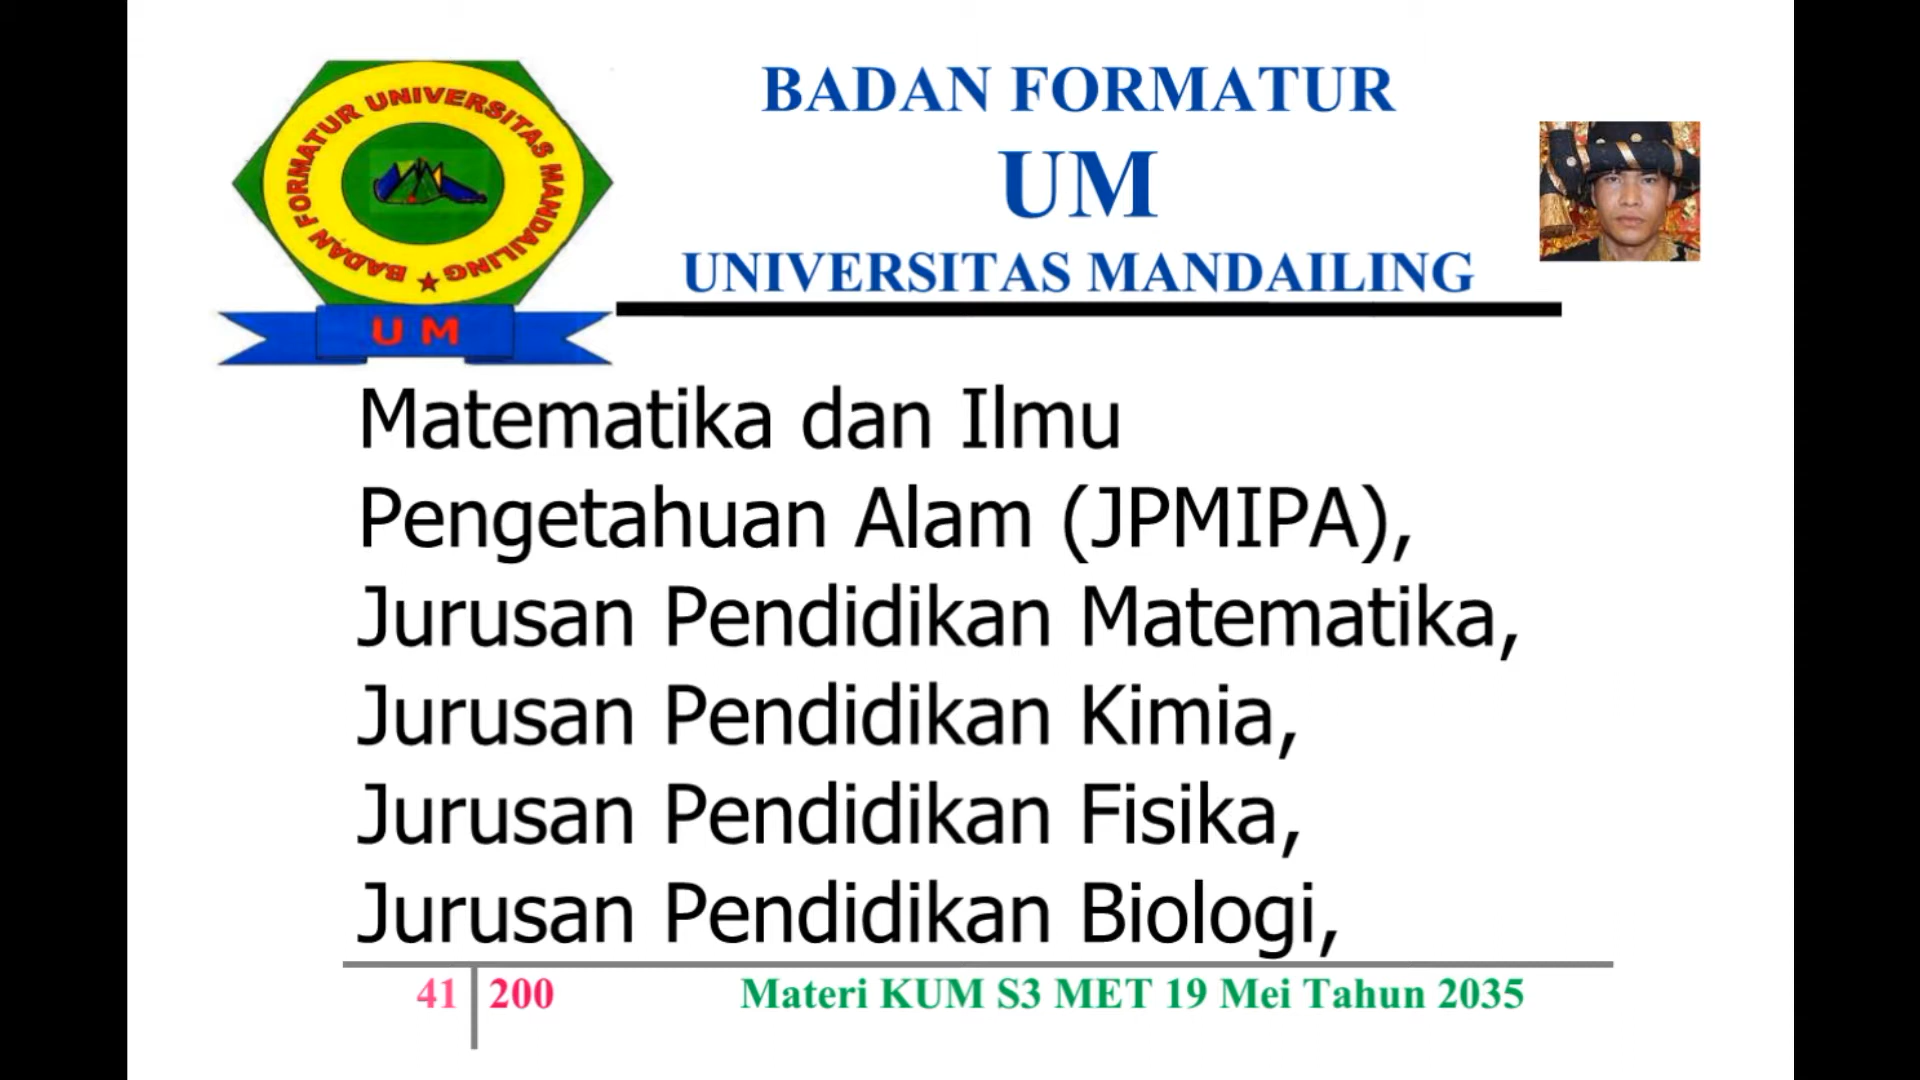 BADAN FORMATUR UNIVERSITAS MANDAILING
U M
BADAN FORMATUR
UM
UNIVERSITAS MANDAILING
Matematika dan Ilmu
Pengetahuan Alam (JPMIPA),
Jurusan Pendidikan Matematika,
Jurusan Pendidikan Kimia,
Jurusan Pendidikan Fisika,
Jurusan Pendidikan Biologi,
41 200 Materi KUM S3 MET 19 Mei Tahun 2035